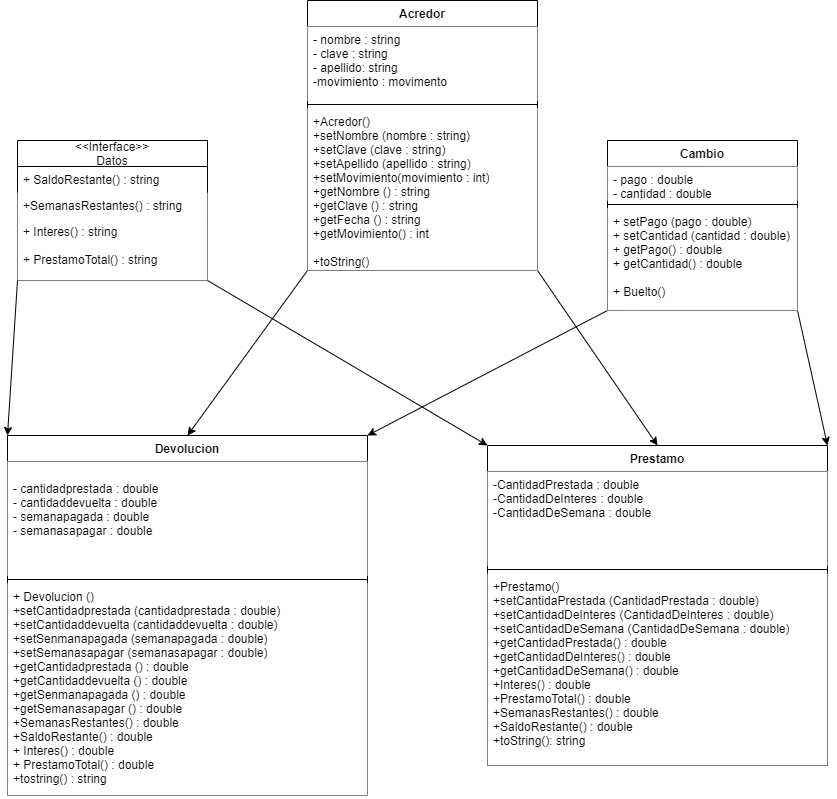 Acredor
- nombre : string
- clave : string
- apellido: string
-movimiento : movimento
+Acredor()
+setNombre (nombre : string)
+setClave (clave : string)
+setApellido (apellido : string)
+setMovimiento(movimiento : int)
+getNombre () : string
+getClave () : string
+getFecha () : string
+getMovimiento() : int
+toString()
<<Interface>>
Datos
+ SaldoRestante() : string
+SemanasRestantes() : string
+ Interes() : string
+ PrestamoTotal() : string
Cambio
- pago : double
- cantidad : double
+ setPago (pago : double)
+ setCantidad (cantidad : double)
+ getPago() : double
+ getCantidad() : double
+ Buelto()
Devolucion
- cantidadprestada : double
- cantidaddevuelta : double
- semanapagada : double
- semanasapagar : double
+ Devolucion ()
+setCantidadprestada (cantidadprestada : double)
+setCantidaddevuelta (cantidaddevuelta : double)
+setSenmanapagada (semanapagada : double)
+setSemanasapagar (semanasapagar : double)
+getCantidadprestada () : double
+getCantidaddevuelta () : double
+getSenmanapagada () : double
+getSemanasapagar () : double
+SemanasRestantes() : double
+SaldoRestante() : double
+ Interes() : double
+ PrestamoTotal() : double
+tostring() : string
Prestamo
-CantidadPrestada : double
-CantidadDeInteres : double
-CantidadDeSemana : double
+Prestamo()
+setCantidaPrestada (CantidadPrestada : double)
+setCantidadDeInteres (CantidadDeInteres : double)
+setCantidadDeSemana (CantidadDeSemana : double)
+getCantidadPrestada() : double
+getCantidadDeInteres() : double
+getCantidadDeSemana() : double
+Interes() : double
+PrestamoTotal() : double
+SemanasRestantes() : double
+SaldoRestante() : double
+toString(): string